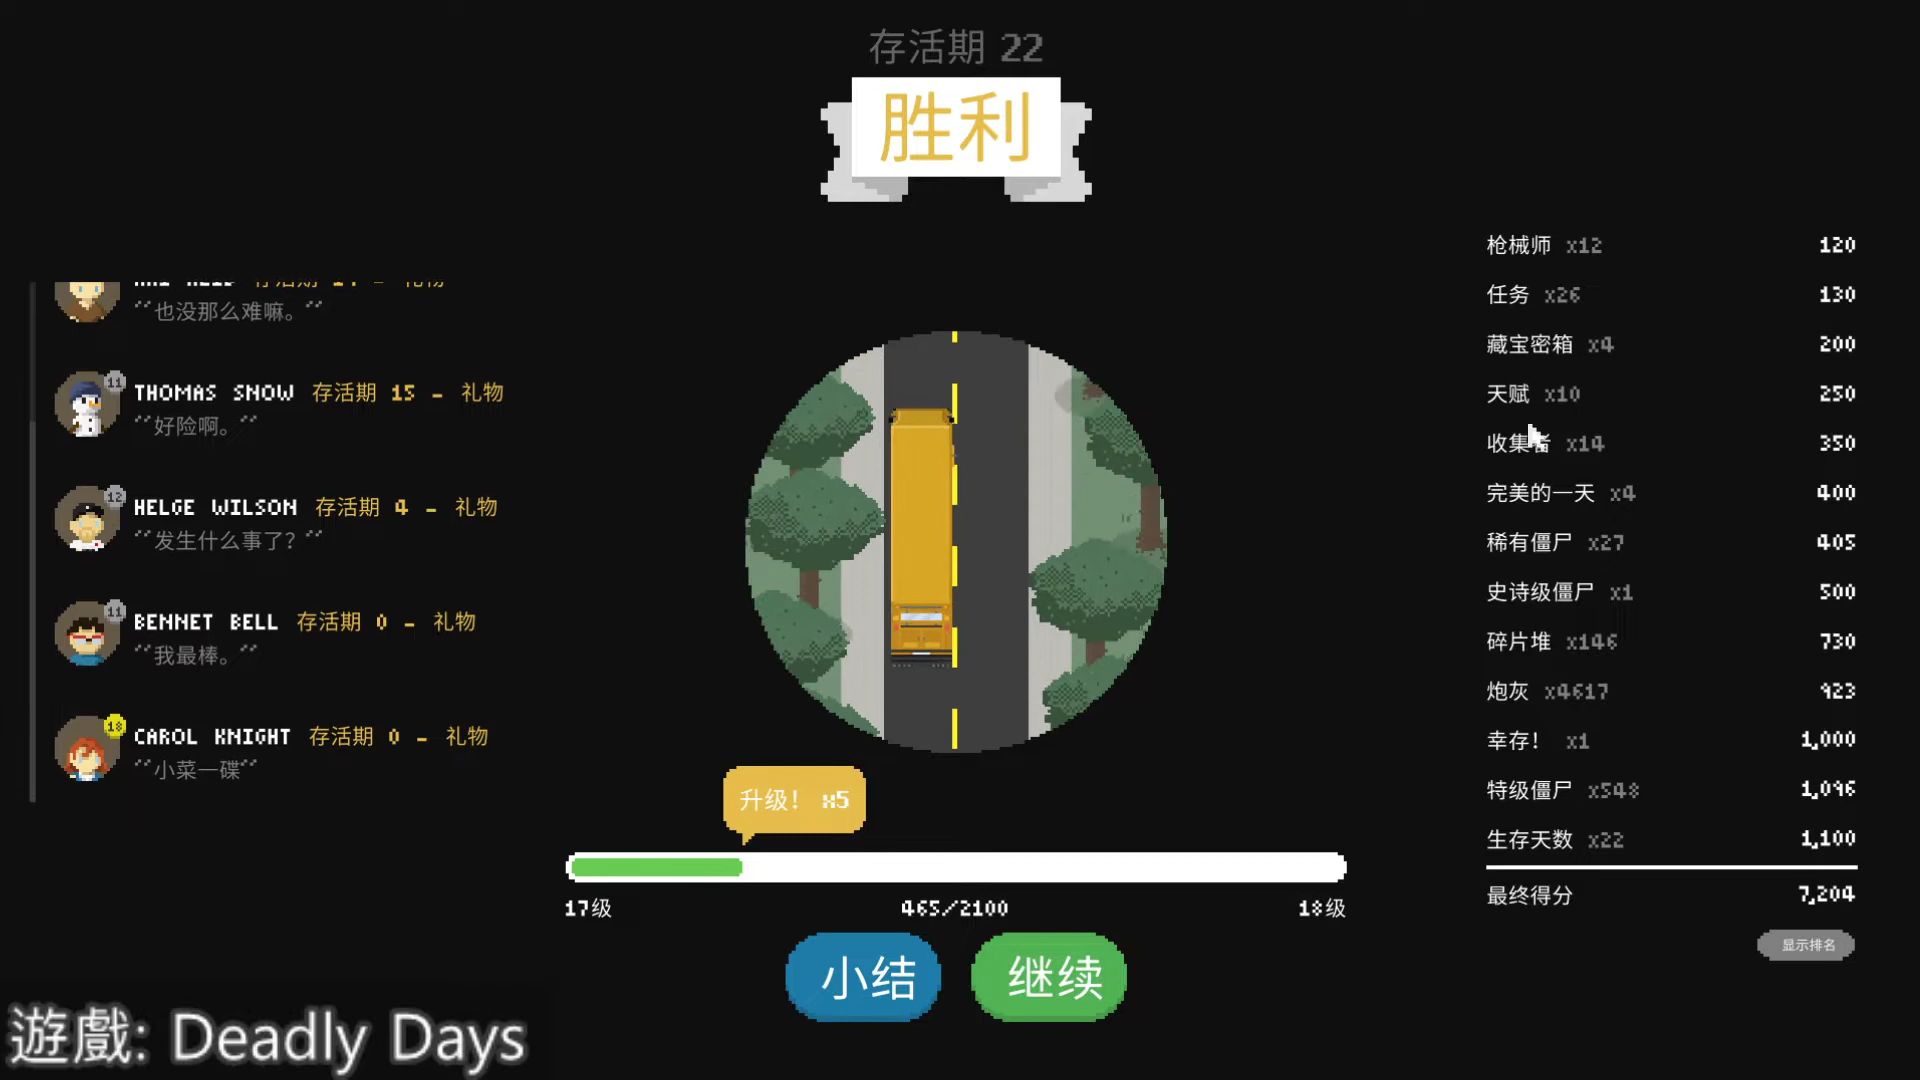 存活期 22
胜利
“也没那么难嘛。”
11
THOMAS SNOW 存活期 15 - 礼物
“好险啊。”
12
HELGE WILSON 存活期 4 - 礼物
“发生什么事了？”
11
BENNET BELL 存活期 0 - 礼物
“我最棒。”
18
CAROL KNIGHT 存活期 0 - 礼物
“小菜一碟”
升级！ x5
17级 465/2100 18级
小结 继续
枪械师 x12 120
任务 x26 130
藏宝密箱 x4 200
天赋 x10 250
收集者 x14 350
完美的一天 x4 400
稀有僵尸 x27 405
史诗级僵尸 x1 500
碎片堆 x146 730
炮灰 x4617 923
幸存！ x1 1,000
特级僵尸 x548 1,096
生存天数 x22 1,100
最终得分 7,204
显示排名
遊戲: Deadly Days